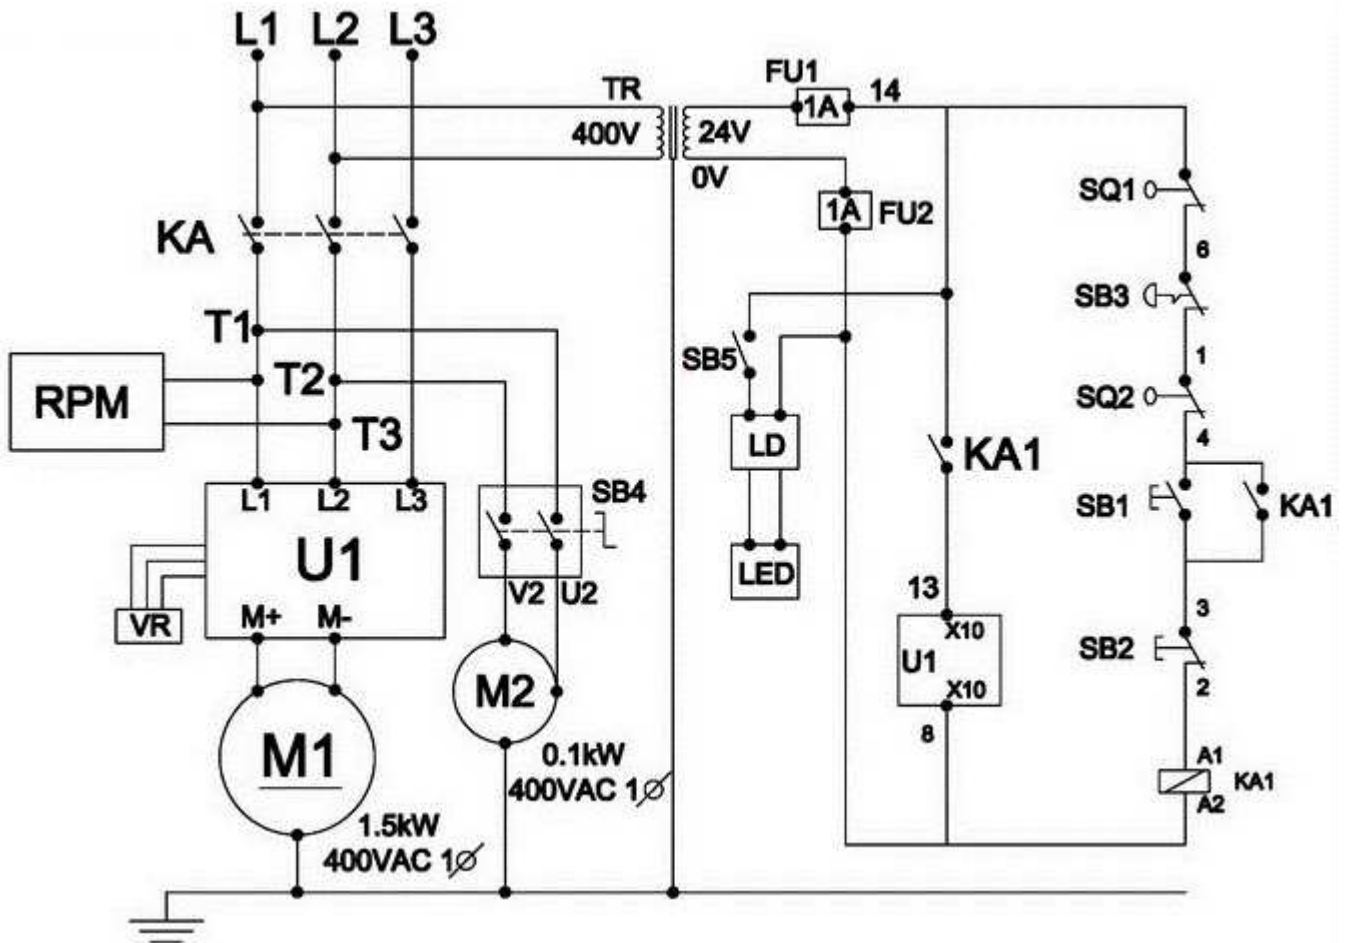 L1 L2 L3
TR
400V
24V
0V
FU1
1A
14
1A
FU2
KA
SQ1
6
SB3
1
SQ2
4
T1
T2
T3
RPM
SB5
LD
LED
KA1
SB1
KA1
L1 L2 L3
U1
M+ M-
VR
SB4
V2 U2
M2
0.1kW
400VAC 1⌀
M1
1.5kW
400VAC 1⌀
13
X10
U1
X10
8
3
SB2
2
A1
KA1
A2